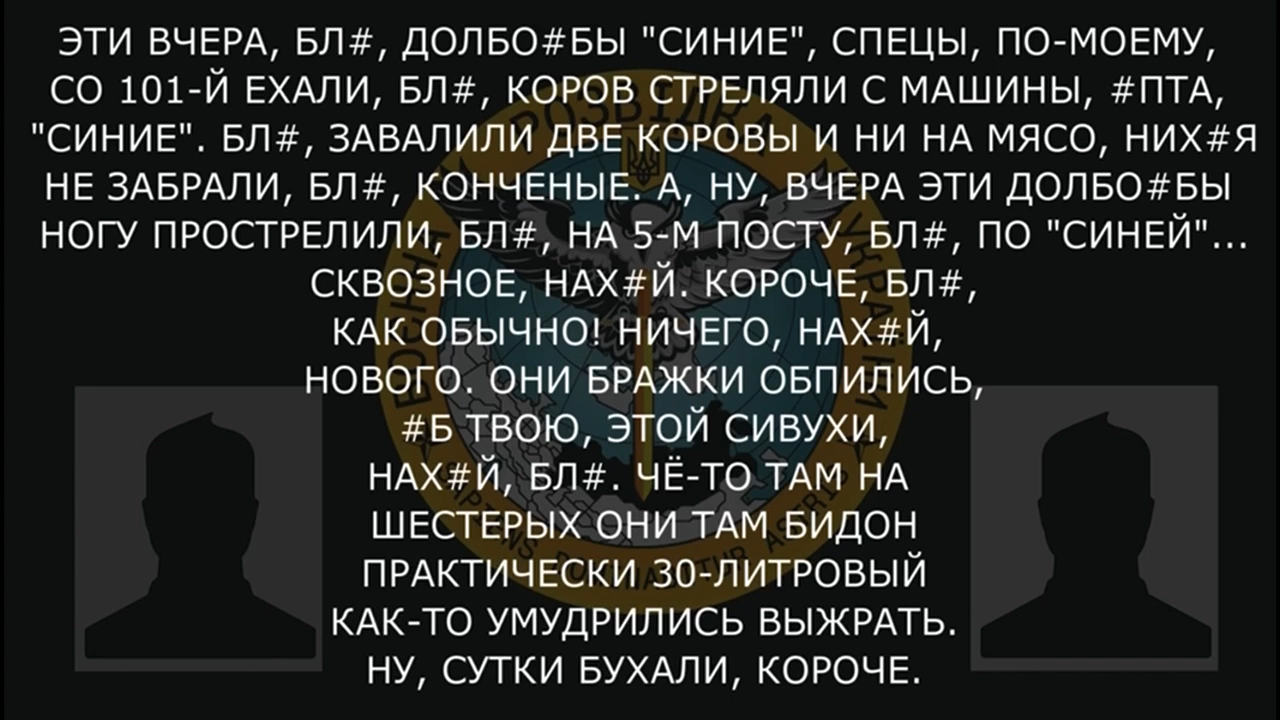 ЭТИ ВЧЕРА, БЛ#, ДОЛБО#БЫ "СИНИЕ", СПЕЦЫ, ПО-МОЕМУ,
СО 101-Й ЕХАЛИ, БЛ#, КОРОВ СТРЕЛЯЛИ С МАШИНЫ, #ПТА,
"СИНИЕ". БЛ#, ЗАВАЛИЛИ ДВЕ КОРОВЫ И НИ НА МЯСО, НИХ#Я
НЕ ЗАБРАЛИ, БЛ#, КОНЧЕНЫЕ. А, НУ, ВЧЕРА ЭТИ ДОЛБО#БЫ
НОГУ ПРОСТРЕЛИЛИ, БЛ#, НА 5-М ПОСТУ, БЛ#, ПО "СИНЕЙ"...
СКВОЗНОЕ, НАХ#Й. КОРОЧЕ, БЛ#,
КАК ОБЫЧНО! НИЧЕГО, НАХ#Й,
НОВОГО. ОНИ БРАЖКИ ОБПИЛИСЬ,
#Б ТВОЮ, ЭТОЙ СИВУХИ,
НАХ#Й, БЛ#. ЧЁ-ТО ТАМ НА
ШЕСТЕРЫХ ОНИ ТАМ БИДОН
ПРАКТИЧЕСКИ 30-ЛИТРОВЫЙ
КАК-ТО УМУДРИЛИСЬ ВЫЖРАТЬ.
НУ, СУТКИ БУХАЛИ, КОРОЧЕ.
РОЗВІДКА
УКРАЇНИ